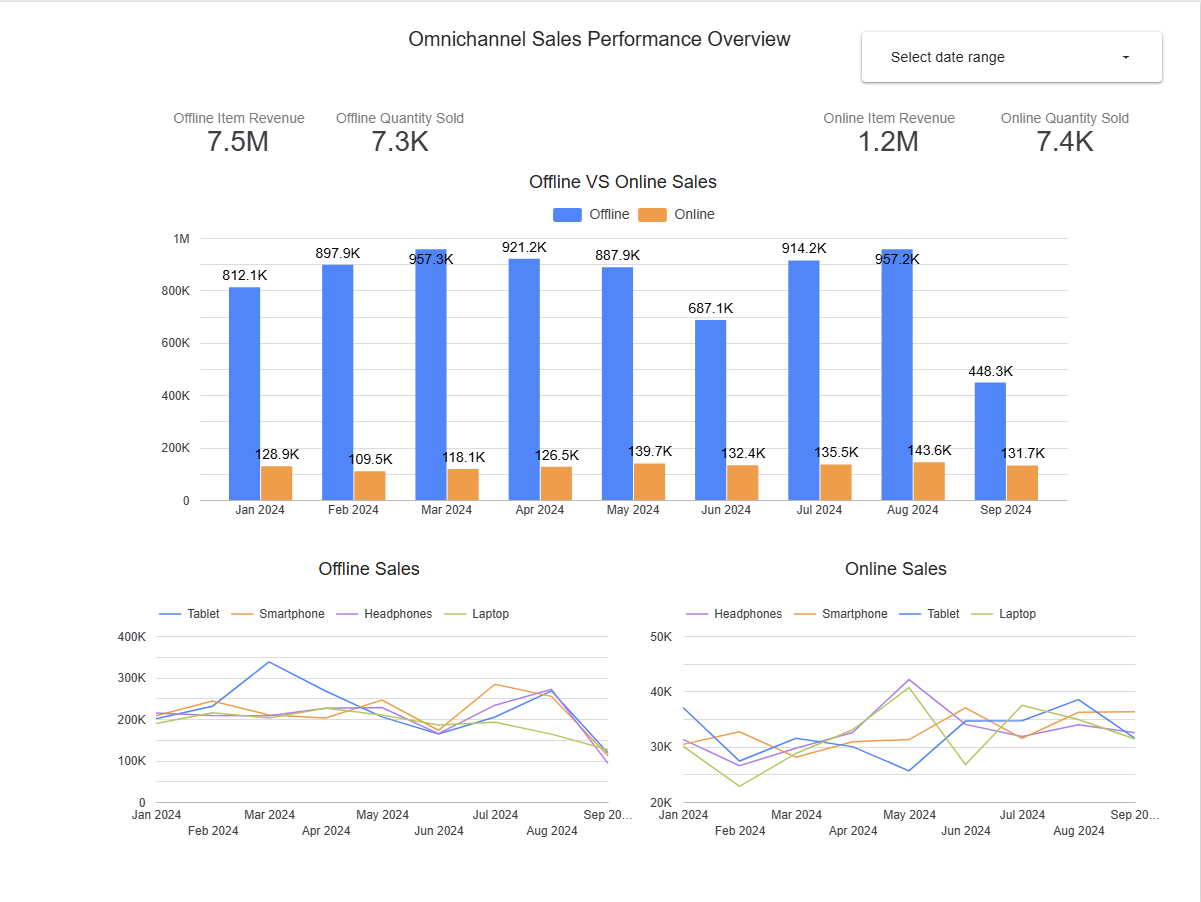 Omnichannel Sales Performance Overview
Select date range
Offline Item Revenue
7.5M
Offline Quantity Sold
7.3K
Online Item Revenue
1.2M
Online Quantity Sold
7.4K
Offline VS Online Sales
Offline Online
1M
800K
600K
400K
200K
0
812.1K
128.9K
897.9K
109.5K
957.3K
118.1K
921.2K
126.5K
887.9K
139.7K
687.1K
132.4K
914.2K
135.5K
957.2K
143.6K
448.3K
131.7K
Jan 2024 Feb 2024 Mar 2024 Apr 2024 May 2024 Jun 2024 Jul 2024 Aug 2024 Sep 2024
Offline Sales
Tablet Smartphone Headphones Laptop
400K
300K
200K
100K
0
Jan 2024 Mar 2024 May 2024 Jul 2024 Sep 20...
Feb 2024 Apr 2024 Jun 2024 Aug 2024
Online Sales
Headphones Smartphone Tablet Laptop
50K
40K
30K
20K
Jan 2024 Mar 2024 May 2024 Jul 2024 Sep 20...
Feb 2024 Apr 2024 Jun 2024 Aug 2024